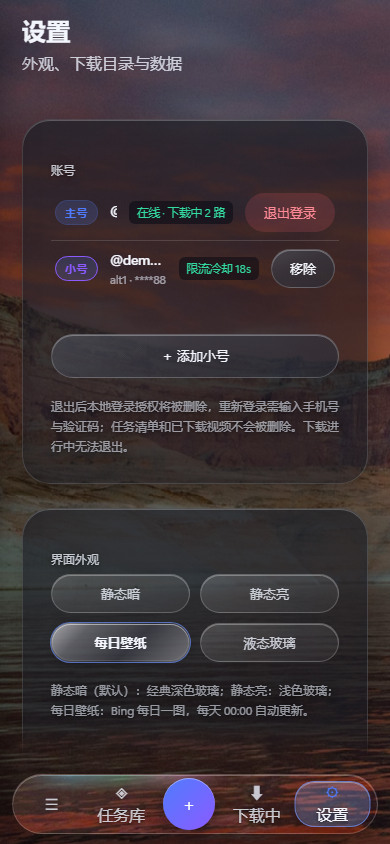 设置
外观、下载目录与数据
账号
主号 @ 在线 · 下载中 2 路 退出登录
小号 @dem... 限流冷却 18s 移除
alt1 · ****88
+ 添加小号
退出后本地登录授权将被删除，重新登录需输入手机号
与验证码；任务清单和已下载视频不会被删除。下载进
行中无法退出。
界面外观
静态暗 静态亮
每日壁纸 液态玻璃
静态暗（默认）：经典深色玻璃；静态亮：浅色玻璃；
每日壁纸：Bing 每日一图，每天 00:00 自动更新。
+
任务库 下载中 设置